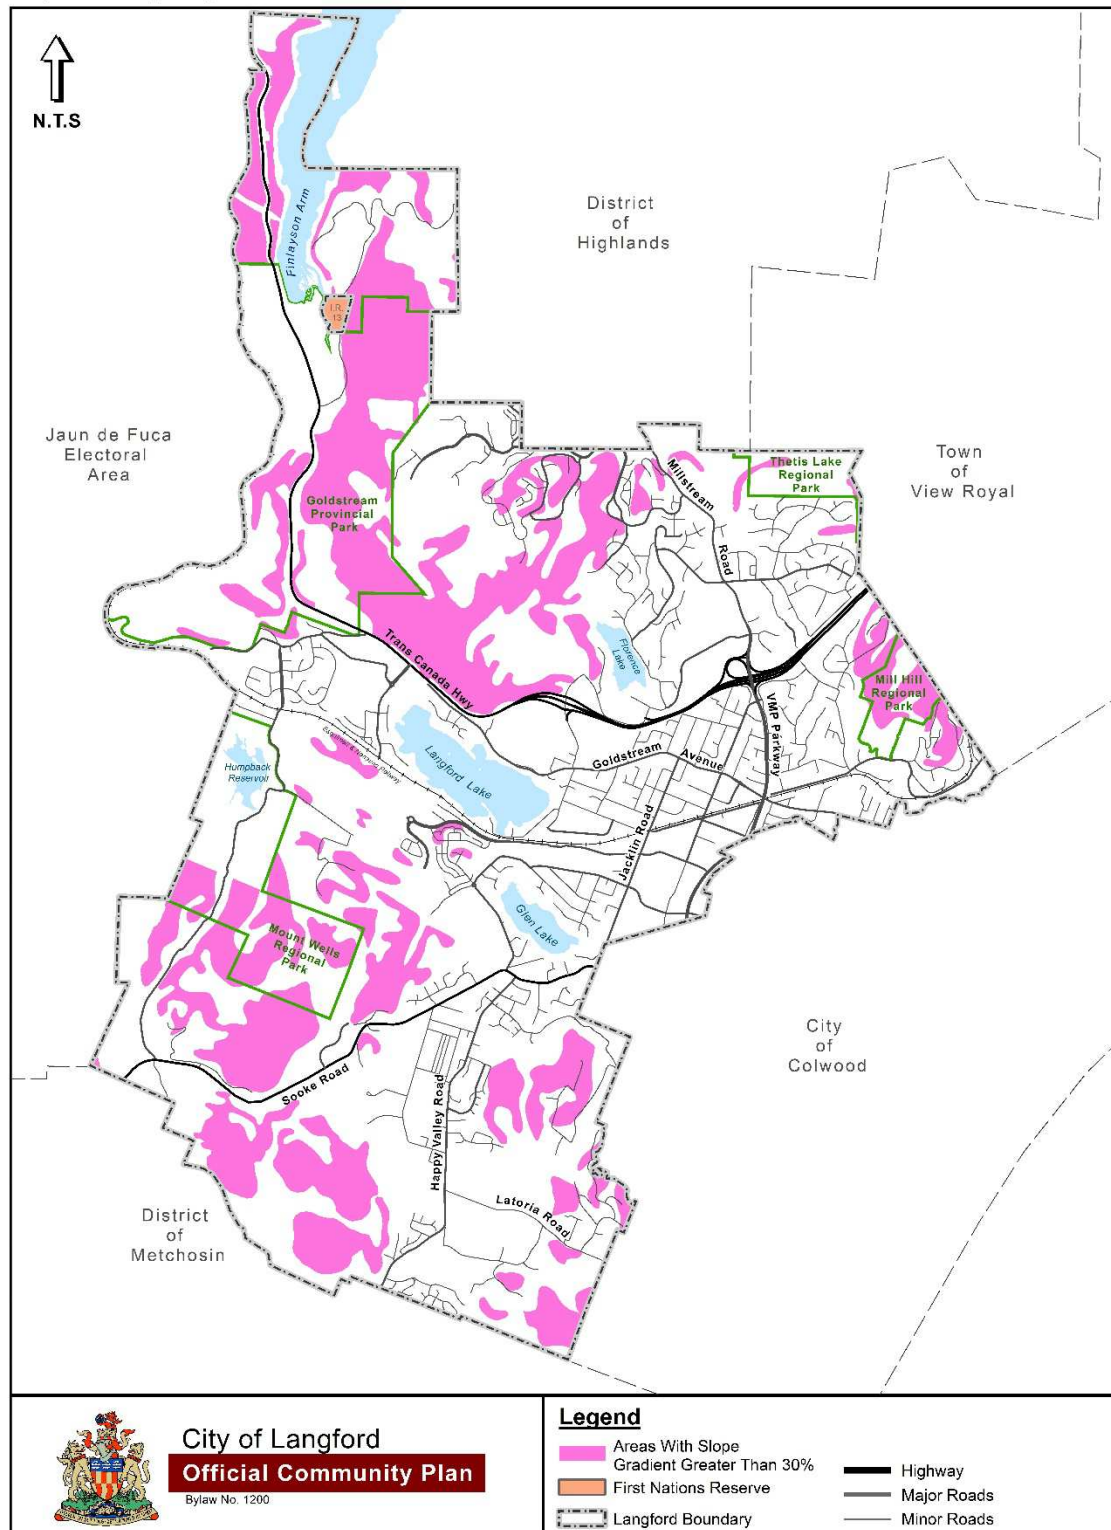 N.T.S
Finlayson Arm
District
of
Highlands
I.R.
13
Jaun de Fuca
Electoral
Area
Goldstream
Provincial
Park
Millstream
Road
Thetis Lake
Regional
Park
Town
of
View Royal
Trans Canada Hwy
Florence
Lake
Mill Hill
Regional
Park
VMP Parkway
Humpback
Reservoir
Langford Lake
Goldstream Avenue
Jacklin Road
Glen Lake
Mount Wells
Regional
Park
Sooke Road
Happy Valley Road
City
of
Colwood
Latoria Road
District
of
Metchosin
City of Langford
Official Community Plan
Bylaw No. 1200
Legend
Areas With Slope
Gradient Greater Than 30%
First Nations Reserve
Langford Boundary
Highway
Major Roads
Minor Roads